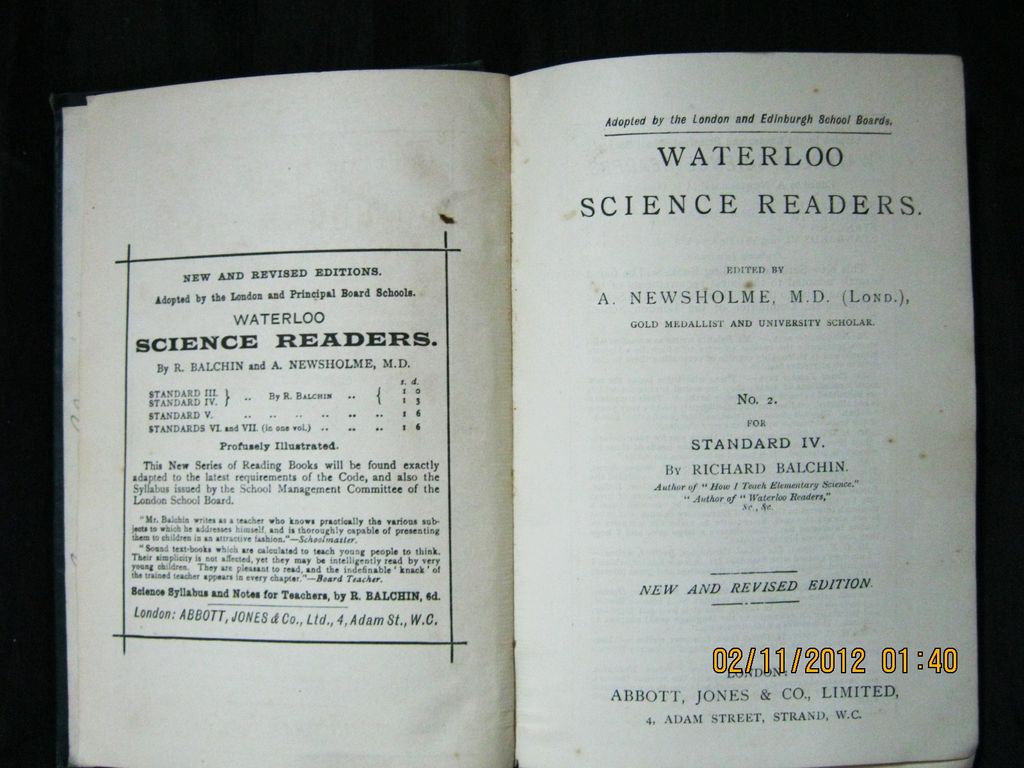 NEW AND REVISED EDITIONS.
Adopted by the London and Principal Board Schools.
WATERLOO
SCIENCE READERS.
By R. BALCHIN and A. NEWSHOLME, M.D.
s. d.
STANDARD III. } .. By R. BALCHIN .. { 1 0
STANDARD IV. } 1 3
STANDARD V. .. .. .. .. .. 1 6
STANDARDS VI. and VII. (in one vol.) .. .. .. 1 6
Profusely Illustrated.
This New Series of Reading Books will be found exactly
adapted to the latest requirements of the Code, and also the
Syllabus issued by the School Management Committee of the
London School Board.
"Mr. Balchin writes as a teacher who knows practically the various sub-
jects to which he addresses himself, and is thoroughly capable of presenting
them to children in an attractive fashion."—Schoolmaster.
"Sound text-books which are calculated to teach young people to think.
Their simplicity is not affected, yet they may be intelligently read by very
young children. They are pleasant to read, and the indefinable 'knack' of
the trained teacher appears in every chapter."—Board Teacher.
Science Syllabus and Notes for Teachers, by R. BALCHIN, 6d.
London: ABBOTT, JONES & Co., Ltd., 4, Adam St., W.C.
Adopted by the London and Edinburgh School Boards.
WATERLOO
SCIENCE READERS.
EDITED BY
A. NEWSHOLME, M.D. (LOND.),
GOLD MEDALLIST AND UNIVERSITY SCHOLAR.
No. 2.
FOR
STANDARD IV.
BY RICHARD BALCHIN.
Author of "How I Teach Elementary Science."
"Author of "Waterloo Readers,"
&c., &c.
NEW AND REVISED EDITION.
LONDON:
ABBOTT, JONES & CO., LIMITED,
4, ADAM STREET, STRAND, W.C.
02/11/2012 01:40